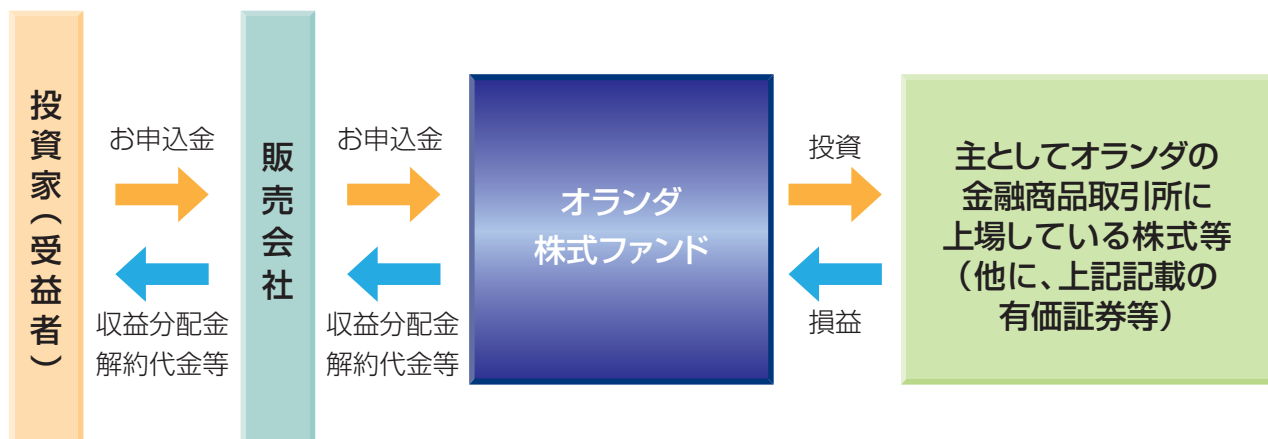 投資家（受益者）
お申込金
収益分配金
解約代金等
販売会社
お申込金
収益分配金
解約代金等
オランダ
株式ファンド
投資
損益
主としてオランダの
金融商品取引所に
上場している株式等
（他に、上記記載の
有価証券等）